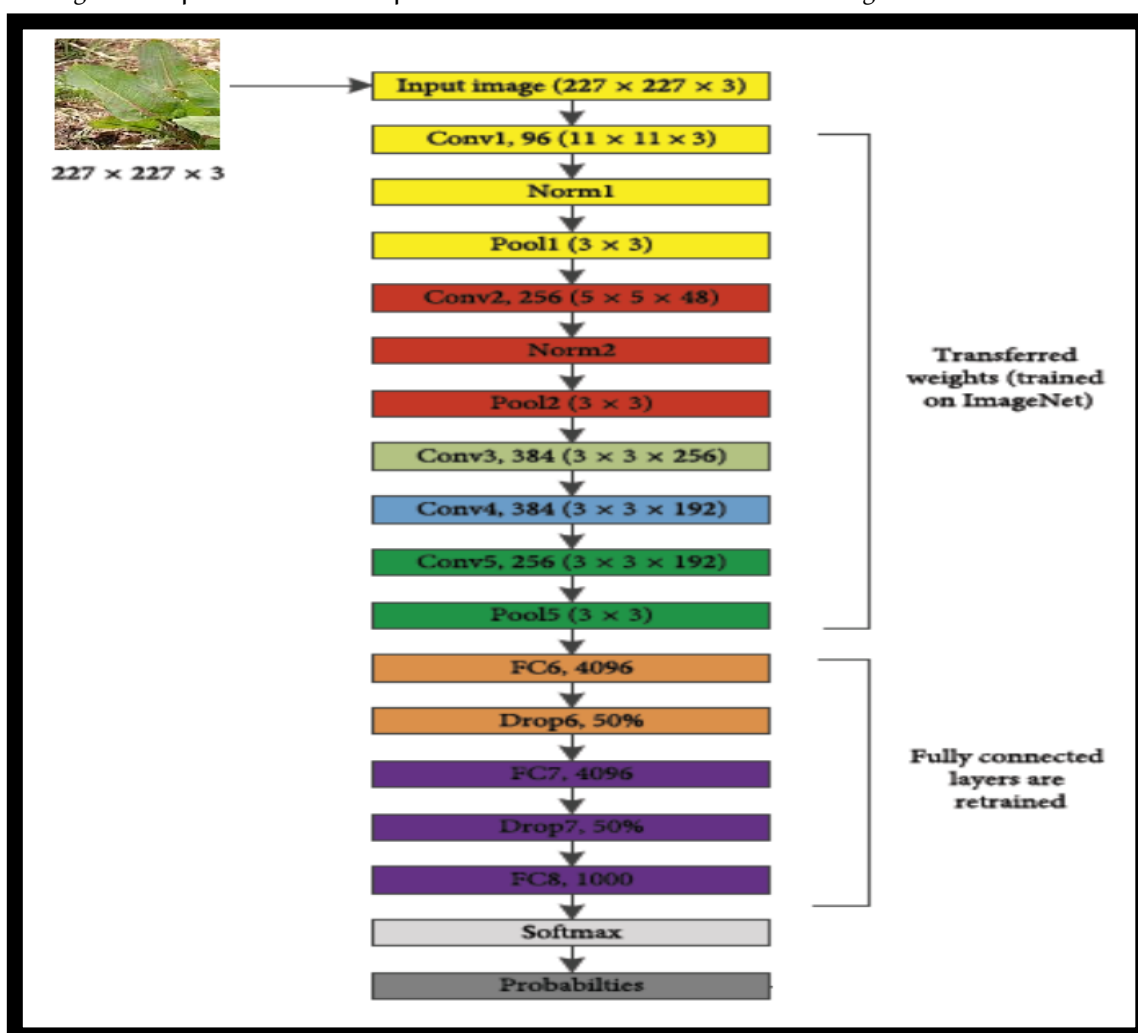 Input image (227 × 227 × 3)
227 × 227 × 3
Conv1, 96 (11 × 11 × 3)
Norm1
Pool1 (3 × 3)
Conv2, 256 (5 × 5 × 48)
Norm2
Pool2 (3 × 3)
Conv3, 384 (3 × 3 × 256)
Conv4, 384 (3 × 3 × 192)
Conv5, 256 (3 × 3 × 192)
Pool5 (3 × 3)
Transferred
weights (trained
on ImageNet)
FC6, 4096
Drop6, 50%
FC7, 4096
Drop7, 50%
FC8, 1000
Fully connected
layers are
retrained
Softmax
Probabilties